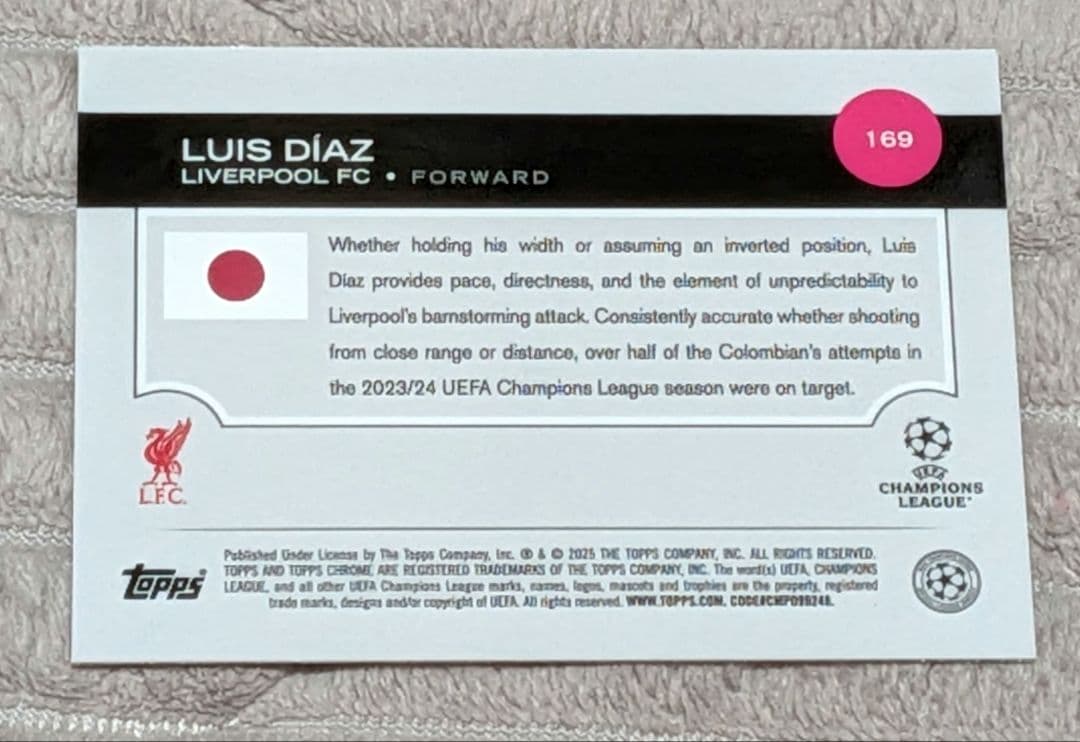 LUIS DÍAZ
LIVERPOOL FC • FORWARD
169
Whether holding his width or assuming an inverted position, Luis
Díaz provides pace, directness, and the element of unpredictability to
Liverpool's barnstorming attack. Consistently accurate whether shooting
from close range or distance, over half of the Colombian's attempts in
the 2023/24 UEFA Champions League season were on target.
L.F.C.
UEFA
CHAMPIONS
LEAGUE
topps
Published Under License by The Topps Company, Inc. ® & © 2025 THE TOPPS COMPANY, INC. ALL RIGHTS RESERVED.
TOPPS AND TOPPS CHROME ARE REGISTERED TRADEMARKS OF THE TOPPS COMPANY, INC. The word(s) UEFA, CHAMPIONS
LEAGUE, and all other UEFA Champions League marks, names, logos, mascots and trophies are the property, registered
trade marks, designs and/or copyright of UEFA. All rights reserved. WWW.TOPPS.COM.